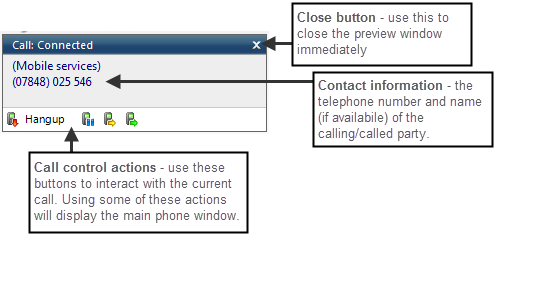 Call: Connected
(Mobile services)
(07848) 025 546
Hangup
Close button - use this to
close the preview window
immediately
Contact information - the
telephone number and name
(if availabile) of the
calling/called party.
Call control actions - use these
buttons to interact with the current
call. Using some of these actions
will display the main phone window.